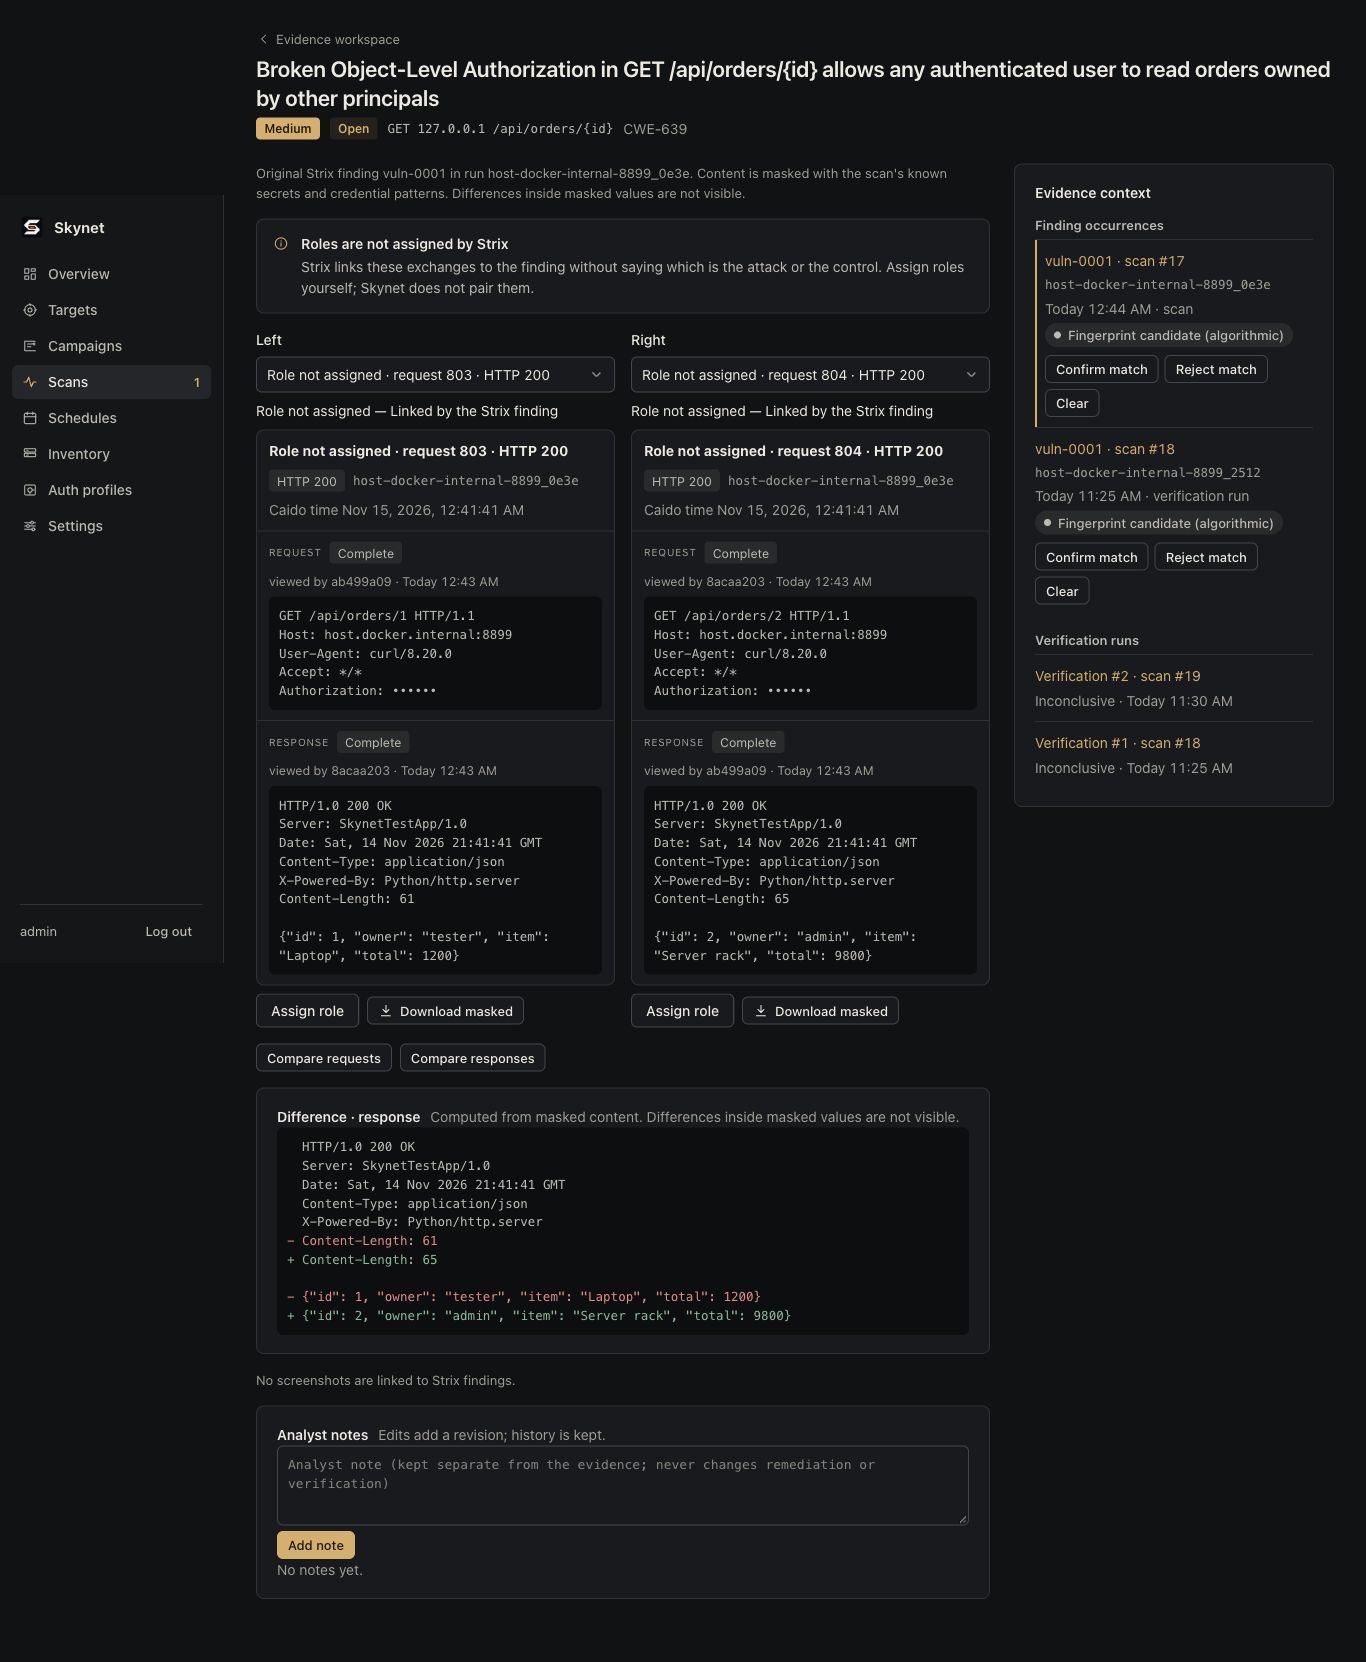 Evidence workspace
Broken Object-Level Authorization in GET /api/orders/{id} allows any authenticated user to read orders owned
by other principals
Medium Open GET 127.0.0.1 /api/orders/{id} CWE-639
Skynet
Overview
Targets
Campaigns
Scans 1
Schedules
Inventory
Auth profiles
Settings
admin Log out
Original Strix finding vuln-0001 in run host-docker-internal-8899_0e3e. Content is masked with the scan's known
secrets and credential patterns. Differences inside masked values are not visible.
Roles are not assigned by Strix
Strix links these exchanges to the finding without saying which is the attack or the control. Assign roles
yourself; Skynet does not pair them.
Left
Role not assigned · request 803 · HTTP 200
Role not assigned — Linked by the Strix finding
Role not assigned · request 803 · HTTP 200
HTTP 200 host-docker-internal-8899_0e3e
Caido time Nov 15, 2026, 12:41:41 AM
REQUEST Complete
viewed by ab499a09 · Today 12:43 AM
GET /api/orders/1 HTTP/1.1
Host: host.docker.internal:8899
User-Agent: curl/8.20.0
Accept: */*
Authorization: ••••••
RESPONSE Complete
viewed by 8acaa203 · Today 12:43 AM
HTTP/1.0 200 OK
Server: SkynetTestApp/1.0
Date: Sat, 14 Nov 2026 21:41:41 GMT
Content-Type: application/json
X-Powered-By: Python/http.server
Content-Length: 61
{"id": 1, "owner": "tester", "item":
"Laptop", "total": 1200}
Assign role Download masked
Right
Role not assigned · request 804 · HTTP 200
Role not assigned — Linked by the Strix finding
Role not assigned · request 804 · HTTP 200
HTTP 200 host-docker-internal-8899_0e3e
Caido time Nov 15, 2026, 12:41:41 AM
REQUEST Complete
viewed by 8acaa203 · Today 12:43 AM
GET /api/orders/2 HTTP/1.1
Host: host.docker.internal:8899
User-Agent: curl/8.20.0
Accept: */*
Authorization: ••••••
RESPONSE Complete
viewed by ab499a09 · Today 12:43 AM
HTTP/1.0 200 OK
Server: SkynetTestApp/1.0
Date: Sat, 14 Nov 2026 21:41:41 GMT
Content-Type: application/json
X-Powered-By: Python/http.server
Content-Length: 65
{"id": 2, "owner": "admin", "item":
"Server rack", "total": 9800}
Assign role Download masked
Compare requests Compare responses
Difference · response Computed from masked content. Differences inside masked values are not visible.
HTTP/1.0 200 OK
Server: SkynetTestApp/1.0
Date: Sat, 14 Nov 2026 21:41:41 GMT
Content-Type: application/json
X-Powered-By: Python/http.server
- Content-Length: 61
+ Content-Length: 65
- {"id": 1, "owner": "tester", "item": "Laptop", "total": 1200}
+ {"id": 2, "owner": "admin", "item": "Server rack", "total": 9800}
No screenshots are linked to Strix findings.
Analyst notes Edits add a revision; history is kept.
Analyst note (kept separate from the evidence; never changes remediation or
verification)
Add note
No notes yet.
Evidence context
Finding occurrences
vuln-0001 · scan #17
host-docker-internal-8899_0e3e
Today 12:44 AM · scan
Fingerprint candidate (algorithmic)
Confirm match Reject match
Clear
vuln-0001 · scan #18
host-docker-internal-8899_2512
Today 11:25 AM · verification run
Fingerprint candidate (algorithmic)
Confirm match Reject match
Clear
Verification runs
Verification #2 · scan #19
Inconclusive · Today 11:30 AM
Verification #1 · scan #18
Inconclusive · Today 11:25 AM